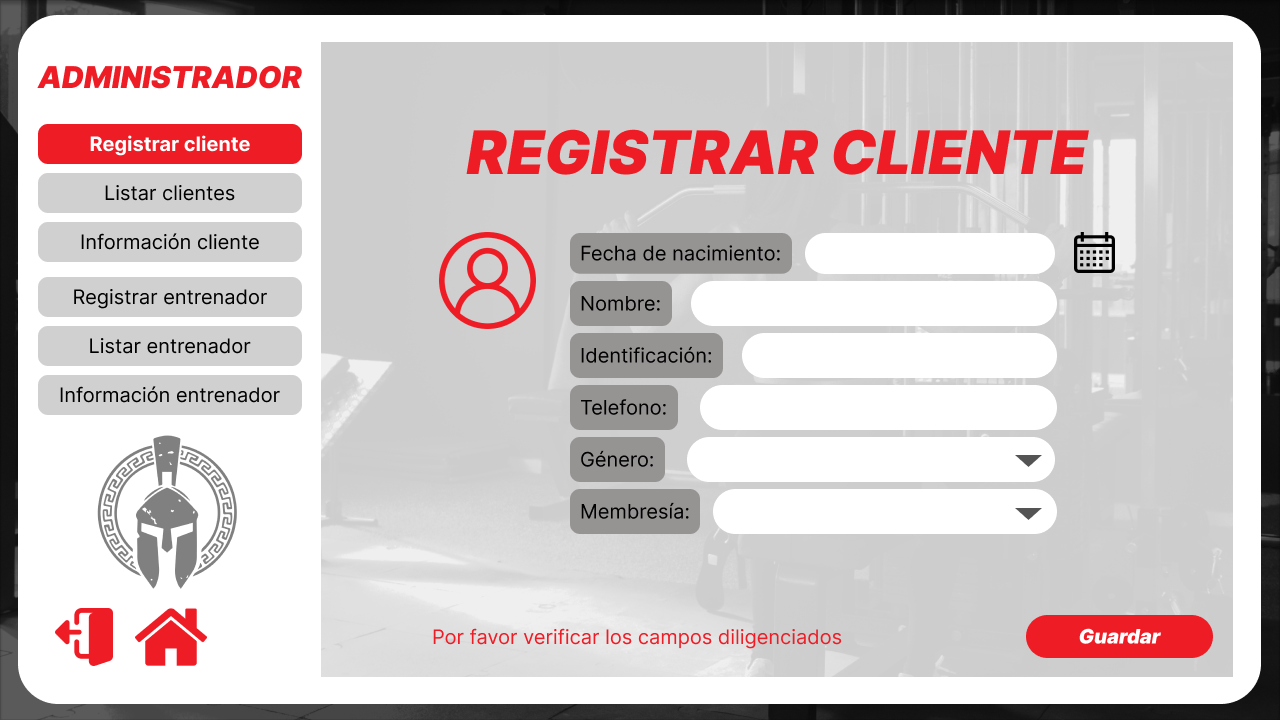 ADMINISTRADOR
Registrar cliente
Listar clientes
Información cliente
Registrar entrenador
Listar entrenador
Información entrenador
REGISTRAR CLIENTE
Fecha de nacimiento:
Nombre:
Identificación:
Telefono:
Género:
Membresía:
Por favor verificar los campos diligenciados
Guardar